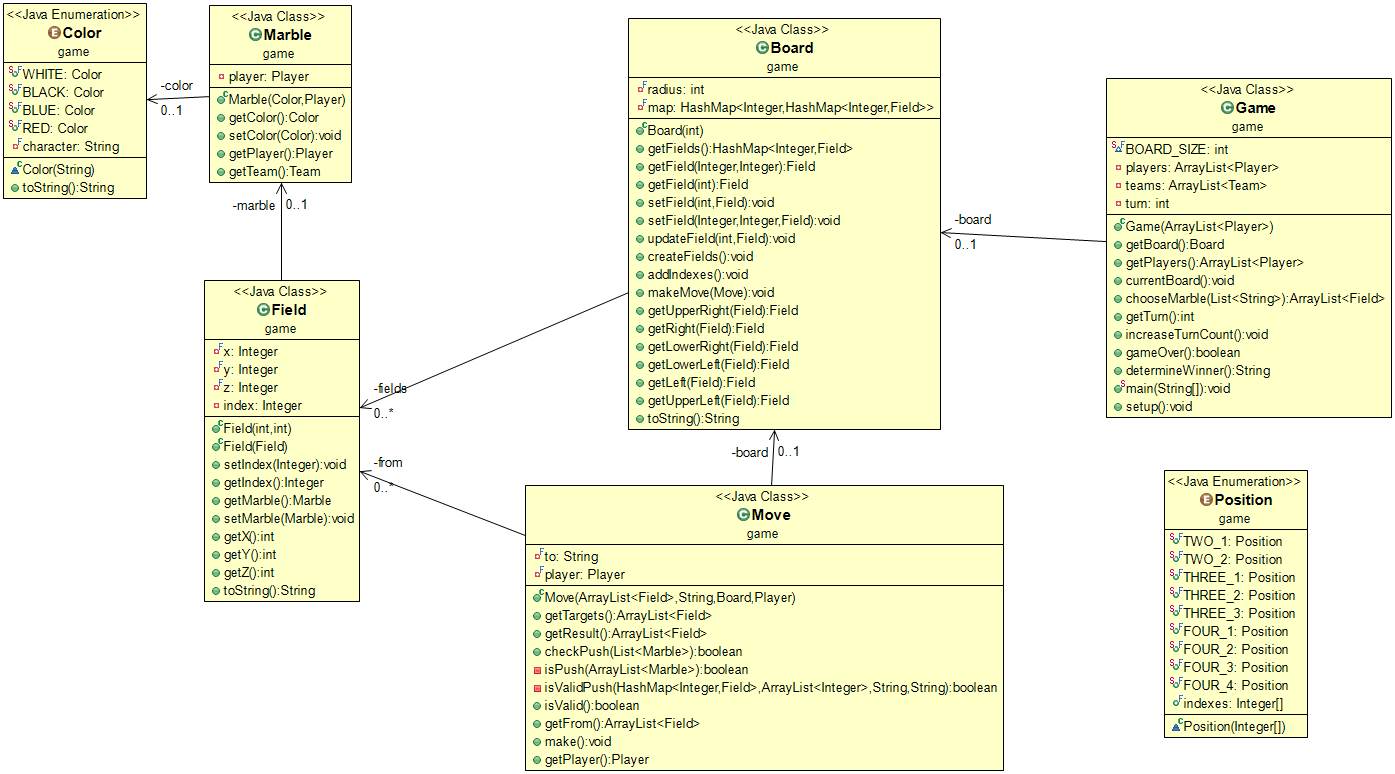 <<Java Enumeration>>
Color
game
WHITE: Color
BLACK: Color
BLUE: Color
RED: Color
character: String
Color(String)
toString():String
-color
0..1
<<Java Class>>
Marble
game
player: Player
Marble(Color,Player)
getColor():Color
setColor(Color):void
getPlayer():Player
getTeam():Team
-marble
0..1
<<Java Class>>
Field
game
x: Integer
y: Integer
z: Integer
index: Integer
Field(int,int)
Field(Field)
setIndex(Integer):void
getIndex():Integer
getMarble():Marble
setMarble(Marble):void
getX():int
getY():int
getZ():int
toString():String
-fields
0..*
-from
0..*
<<Java Class>>
Board
game
radius: int
map: HashMap<Integer,HashMap<Integer,Field>>
Board(int)
getFields():HashMap<Integer,Field>
getField(Integer,Integer):Field
getField(int):Field
setField(int,Field):void
setField(Integer,Integer,Field):void
updateField(int,Field):void
createFields():void
addIndexes():void
makeMove(Move):void
getUpperRight(Field):Field
getRight(Field):Field
getLowerRight(Field):Field
getLowerLeft(Field):Field
getLeft(Field):Field
getUpperLeft(Field):Field
toString():String
-board
0..1
<<Java Class>>
Move
game
to: String
player: Player
Move(ArrayList<Field>,String,Board,Player)
getTargets():ArrayList<Field>
getResult():ArrayList<Field>
checkPush(List<Marble>):boolean
isPush(ArrayList<Marble>):boolean
isValidPush(HashMap<Integer,Field>,ArrayList<Integer>,String,String):boolean
isValid():boolean
getFrom():ArrayList<Field>
make():void
getPlayer():Player
-board
0..1
<<Java Class>>
Game
game
BOARD_SIZE: int
players: ArrayList<Player>
teams: ArrayList<Team>
turn: int
Game(ArrayList<Player>)
getBoard():Board
getPlayers():ArrayList<Player>
currentBoard():void
chooseMarble(List<String>):ArrayList<Field>
getTurn():int
increaseTurnCount():void
gameOver():boolean
determineWinner():String
main(String[]):void
setup():void
<<Java Enumeration>>
Position
game
TWO_1: Position
TWO_2: Position
THREE_1: Position
THREE_2: Position
THREE_3: Position
FOUR_1: Position
FOUR_2: Position
FOUR_3: Position
FOUR_4: Position
indexes: Integer[]
Position(Integer[])